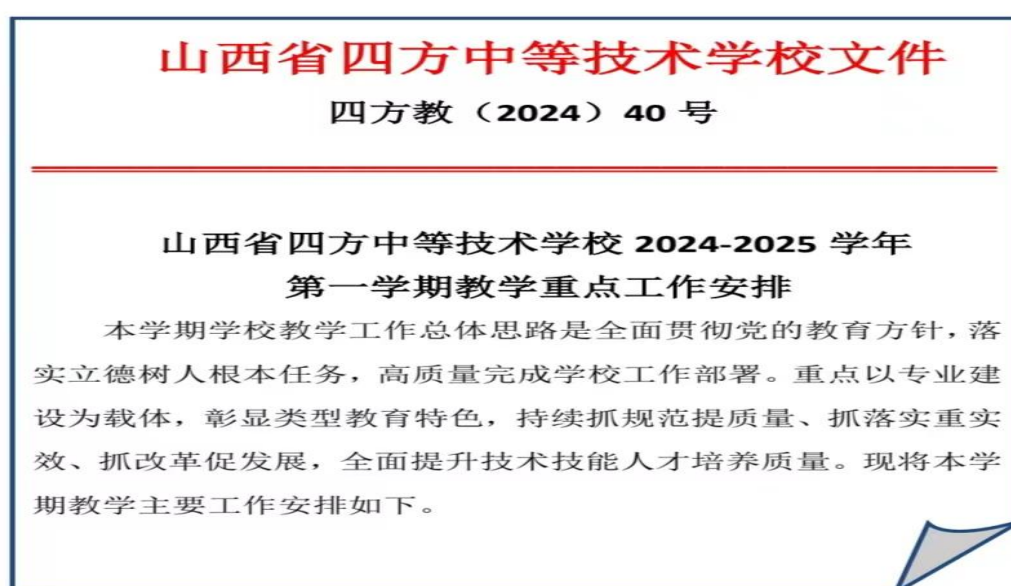 山西省四方中等技术学校文件
四方教（2024）40 号
山西省四方中等技术学校 2024-2025 学年
第一学期教学重点工作安排
本学期学校教学工作总体思路是全面贯彻党的教育方针，落
实立德树人根本任务，高质量完成学校工作部署。重点以专业建
设为载体，彰显类型教育特色，持续抓规范提质量、抓落实重实
效、抓改革促发展，全面提升技术技能人才培养质量。现将本学
期教学主要工作安排如下。